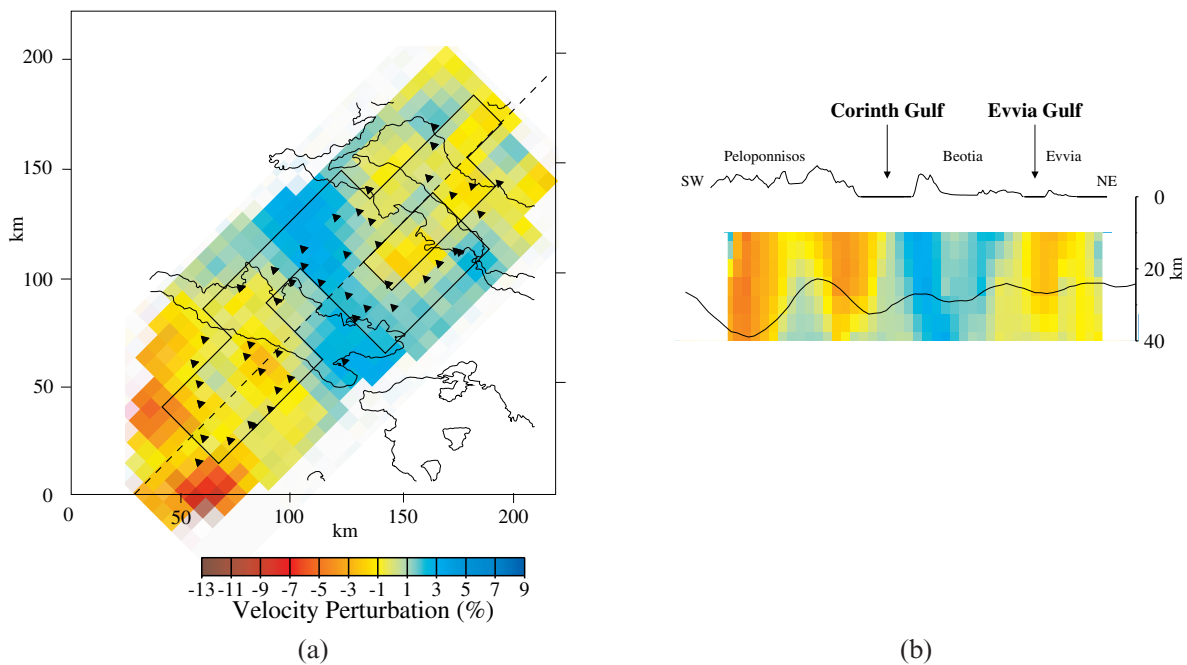 200
150
100
50
0
km
0
50
100
150
200
km
-13 -11 -9 -7 -5 -3 -1 1 3 5 7 9
Velocity Perturbation (%)
(a)
Corinth Gulf
Evvia Gulf
Peloponnisos
Beotia
Evvia
SW
NE
0
20
40
km
(b)